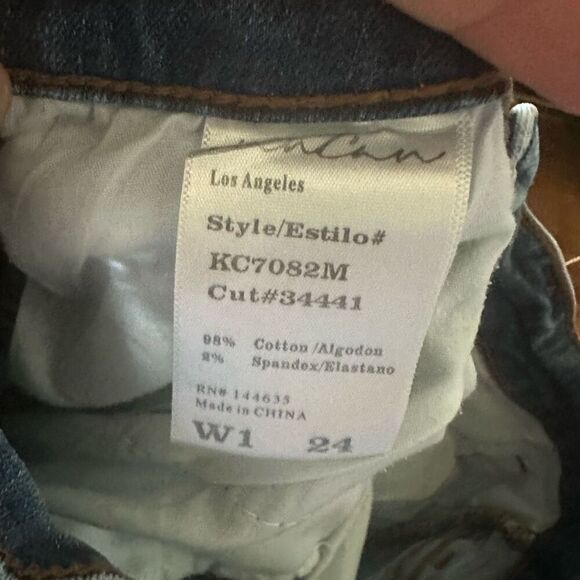 KanCan
Los Angeles
Style/Estilo#
KC7082M
Cut#34441
98% Cotton/Algodon
2% Spandex/Elastano
RN# 144635
Made in CHINA
W1 24